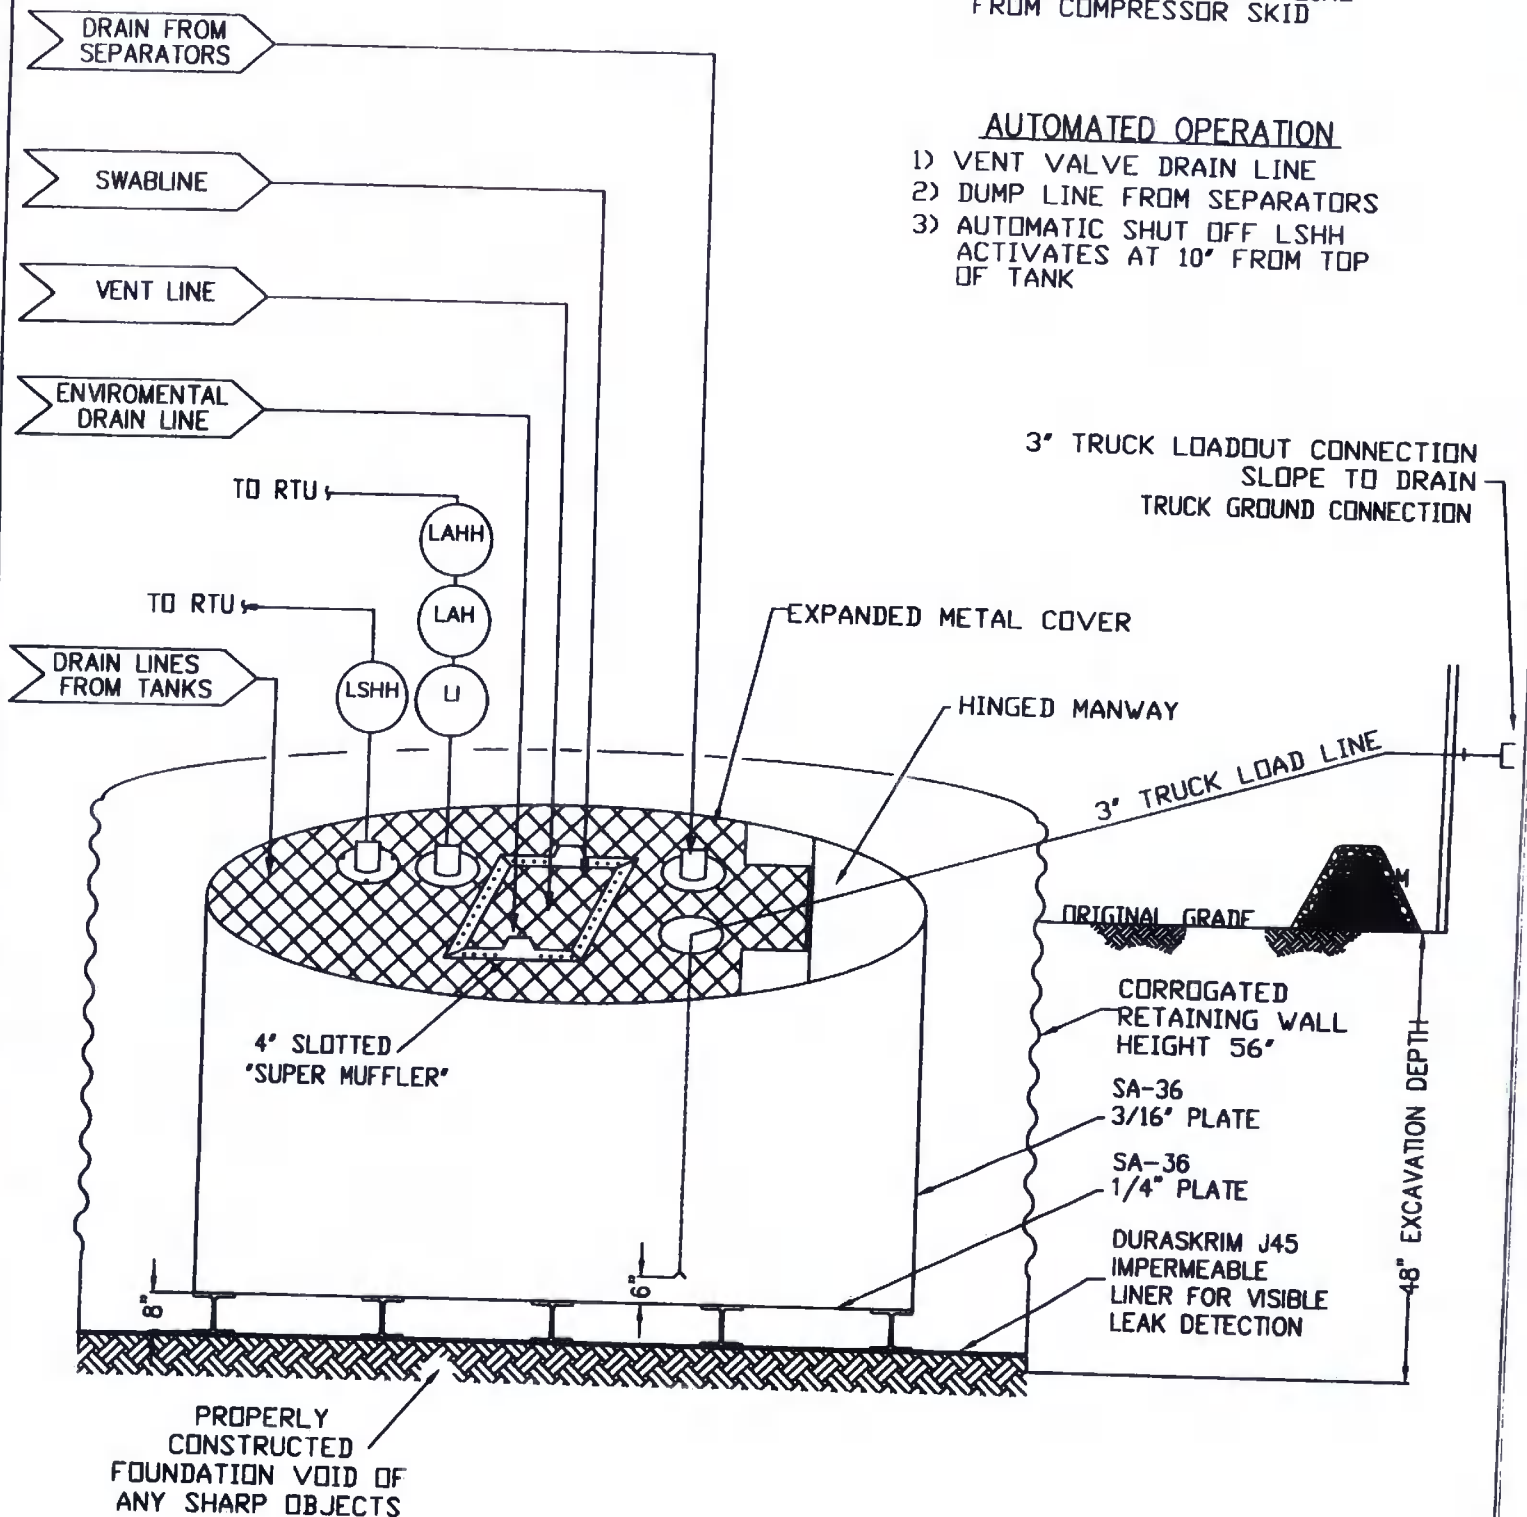 FROM COMPRESSOR SKID
DRAIN FROM
SEPARATORS
AUTOMATED OPERATION
1) VENT VALVE DRAIN LINE
2) DUMP LINE FROM SEPARATORS
3) AUTOMATIC SHUT OFF LSHH
ACTIVATES AT 10" FROM TOP
OF TANK
SWABLINE
VENT LINE
ENVIROMENTAL
DRAIN LINE
3" TRUCK LOADOUT CONNECTION
SLOPE TO DRAIN
TRUCK GROUND CONNECTION
TO RTU
LAHH
TO RTU
LAH
EXPANDED METAL COVER
DRAIN LINES
FROM TANKS
LSHH
LI
HINGED MANWAY
3" TRUCK LOAD LINE
M
ORIGINAL GRADE
CORROGATED
RETAINING WALL
HEIGHT 56"
4" SLOTTED
"SUPER MUFFLER"
SA-36
3/16" PLATE
SA-36
1/4" PLATE
48" EXCAVATION DEPTH
DURASKRIM J45
IMPERMEABLE
LINER FOR VISIBLE
LEAK DETECTION
8"
6"
PROPERLY
CONSTRUCTED
FOUNDATION VOID OF
ANY SHARP OBJECTS